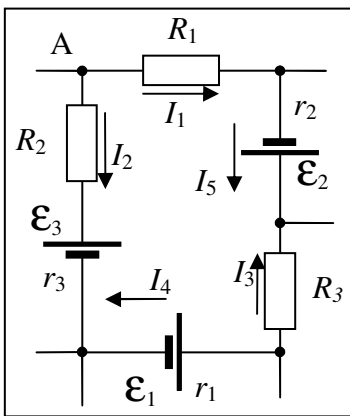 A R₁
I₁ r₂
R₂ I₂
I₅ ε₂
ε₃
r₃ I₄ I₃ R₃
ε₁ r₁